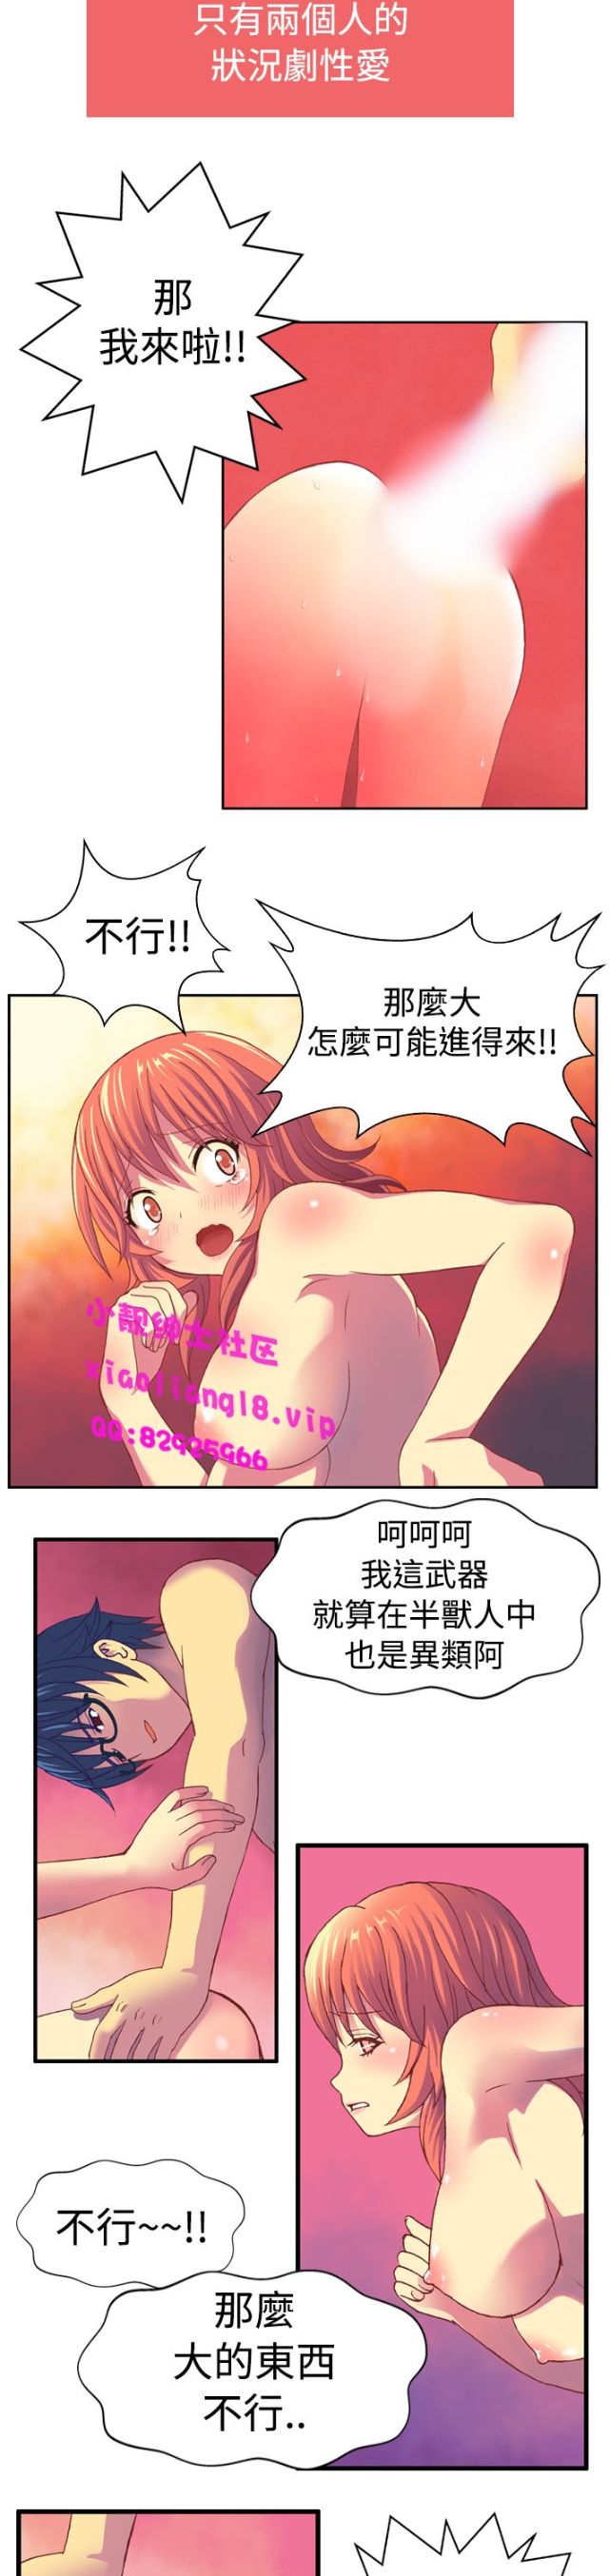 只有兩個人的
狀況劇性愛
那
我來啦!!
不行!!
那麼大
怎麼可能進得來!!
小靓绅士社区
xiaoliang18.vip
QQ:82925966
呵呵呵
我這武器
就算在半獸人中
也是異類阿
不行~~!!
那麼
大的東西
不行..